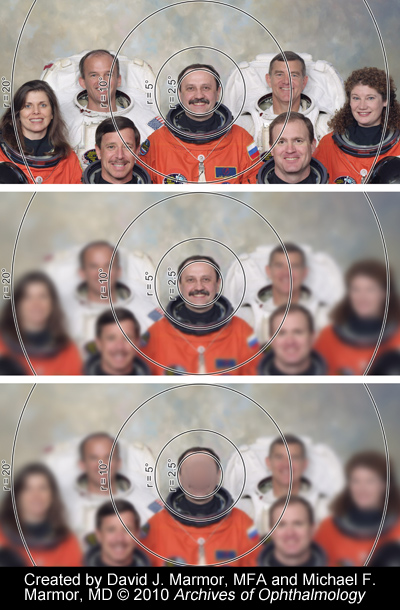 r = 20°
r = 10°
r = 5°
r = 2.5°
r = 20°
r = 10°
r = 5°
r = 2.5°
r = 20°
r = 10°
r = 5°
r = 2.5°
Created by David J. Marmor, MFA and Michael F.
Marmor, MD © 2010 Archives of Ophthalmology